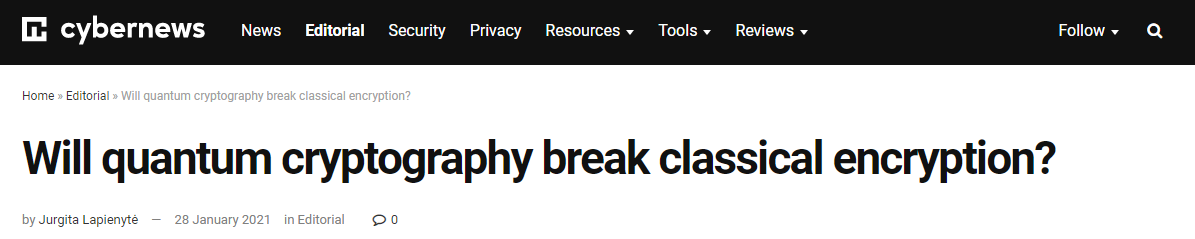 cybernews News Editorial Security Privacy Resources Tools Reviews Follow
Home » Editorial » Will quantum cryptography break classical encryption?
Will quantum cryptography break classical encryption?
by Jurgita Lapienytė — 28 January 2021 in Editorial 0